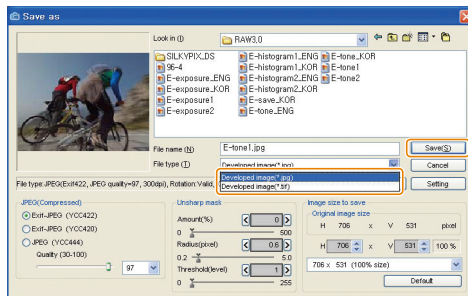 Save as
Look in (I)
RAW3.0
SILKYPIX_DS
96-4
E-exposure_ENG
E-exposure_KOR
E-exposure1
E-exposure2
E-histogram1_ENG
E-histogram1_KOR
E-histogram2_ENG
E-histogram2_KOR
E-save_KOR
E-tone_ENG
E-tone_KOR
E-tone1
E-tone2
File name (N)
E-tone1.jpg
Save(S)
File type (T)
Developed image(*.jpg)
Cancel
Developed image(*.jpg)
Developed image(*.tif)
File type:JPEG(Exif422, JPEG quality=97, 300dpi), Rotation:Valid,
Setting
JPEG(Compressed)
Exif-JPEG (YCC422)
Exif-JPEG (YCC420)
JPEG (YCC444)
Quality (30-100)
97
Unsharp mask
Amount(%)
0
0
500
Radius(pixel)
0.6
0.2
5.0
Threshold(level)
1
0
255
Image size to save
Original image size
H 706 x V 531 pixel
H 706 x V 531 100 %
706 x 531 (100% size)
Default